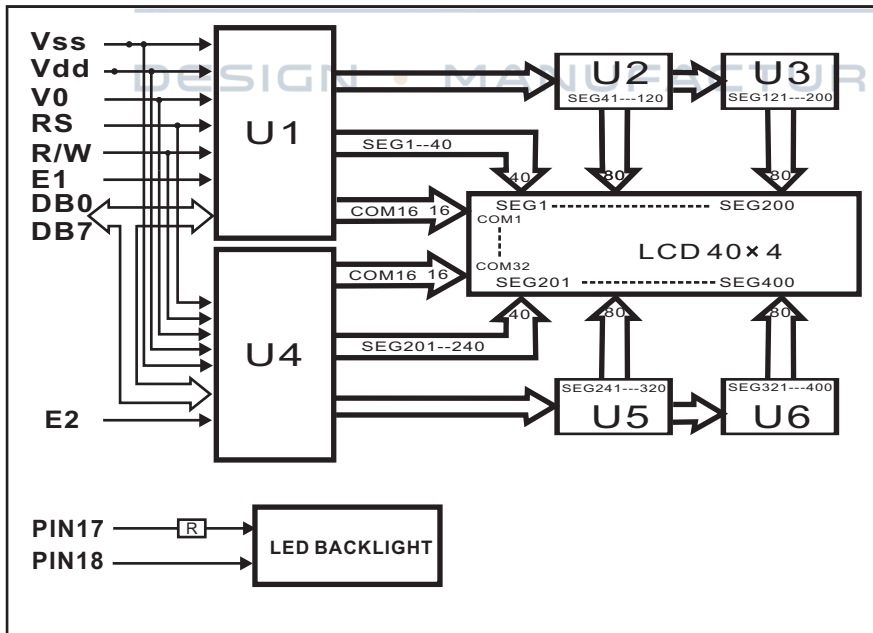 DESIGN • MANUFACTUR
Vss
Vdd
V0
RS
R/W
E1
DB0
DB7
E2
U1
U4
SEG1--40
COM16 16
COM16 16
SEG201--240
U2
SEG41---120
U3
SEG121---200
40
80
80
SEG1 SEG200
COM1
COM32
LCD 40×4
SEG201 SEG400
40
80
80
SEG241---320
U5
SEG321---400
U6
PIN17
R
PIN18
LED BACKLIGHT